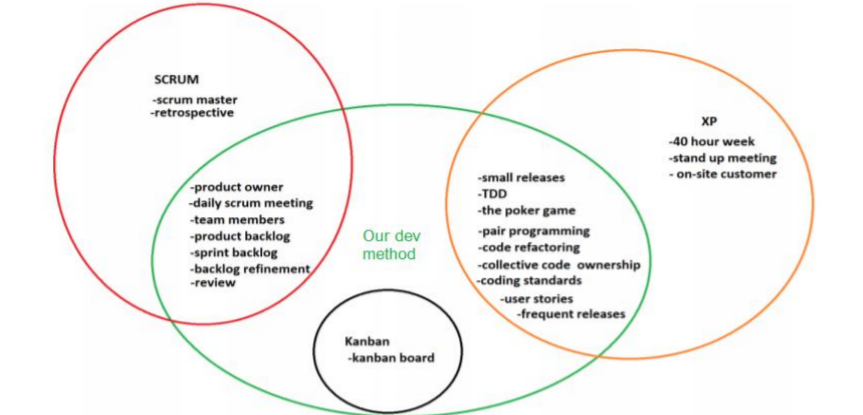 SCRUM
-scrum master
-retrospective
-product owner
-daily scrum meeting
-team members
-product backlog
-sprint backlog
-backlog refinement
-review
Our dev
method
Kanban
-kanban board
-small releases
-TDD
-the poker game
-pair programming
-code refactoring
-collective code ownership
-coding standards
-user stories
-frequent releases
XP
-40 hour week
-stand up meeting
- on-site customer